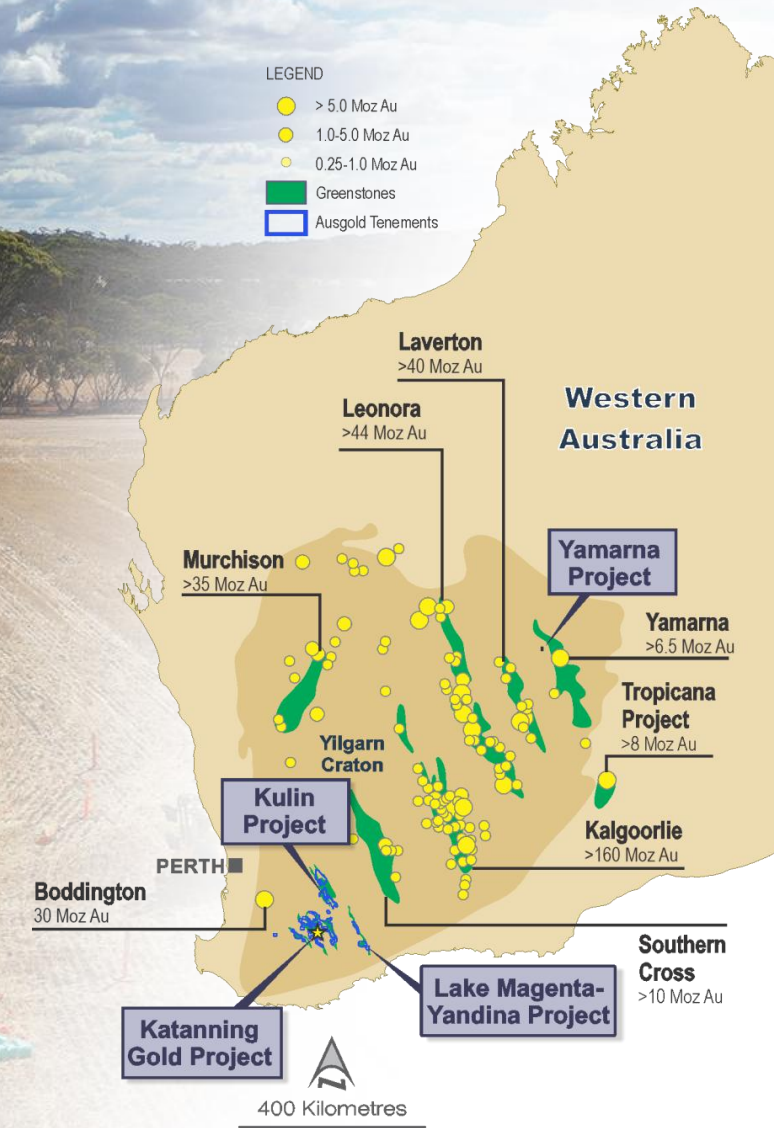 LEGEND
> 5.0 Moz Au
1.0-5.0 Moz Au
0.25-1.0 Moz Au
Greenstones
Ausgold Tenements
Laverton
>40 Moz Au
Leonora
>44 Moz Au
Western
Australia
Murchison
>35 Moz Au
Yamarna
Project
Yamarna
>6.5 Moz Au
Tropicana
Project
>8 Moz Au
Yilgarn
Craton
Kulin
Project
Kalgoorlie
>160 Moz Au
PERTH
Boddington
30 Moz Au
Southern
Cross
>10 Moz Au
Lake Magenta-
Yandina Project
Katanning
Gold Project
N
400 Kilometres